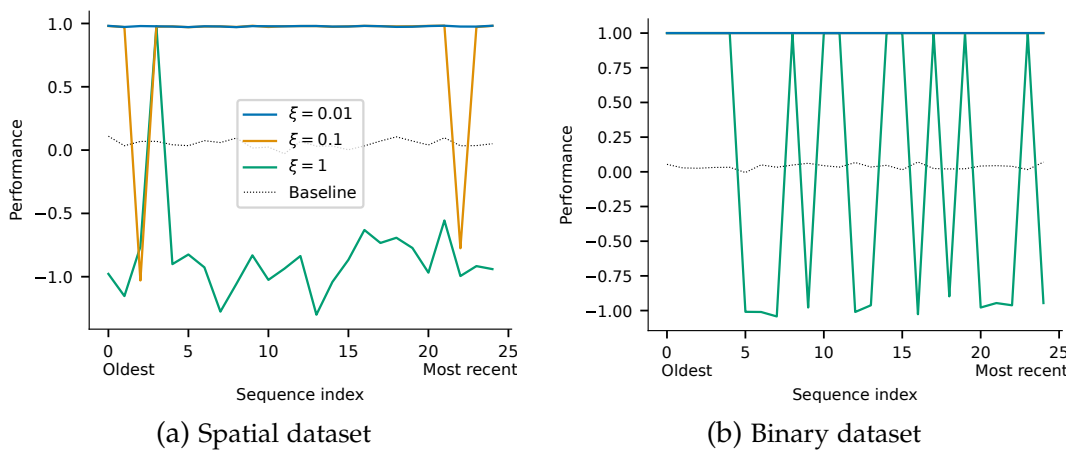 1.0
0.5
0.0
−0.5
−1.0
Performance
ξ = 0.01
ξ = 0.1
ξ = 1
Baseline
0 5 10 15 20 25
Oldest Most recent
Sequence index
(a) Spatial dataset
1.00
0.75
0.50
0.25
0.00
−0.25
−0.50
−0.75
−1.00
Performance
0 5 10 15 20 25
Oldest Most recent
Sequence index
(b) Binary dataset